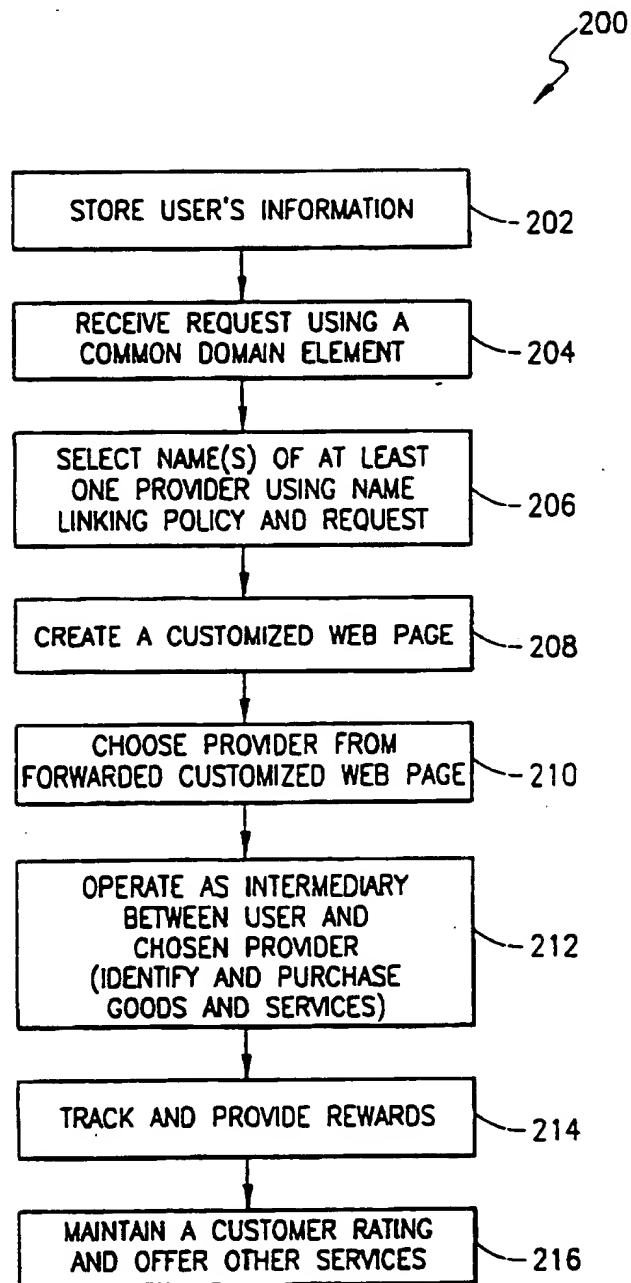 200
STORE USER'S INFORMATION
202
RECEIVE REQUEST USING A
COMMON DOMAIN ELEMENT
204
SELECT NAME(S) OF AT LEAST
ONE PROVIDER USING NAME
LINKING POLICY AND REQUEST
206
CREATE A CUSTOMIZED WEB PAGE
208
CHOOSE PROVIDER FROM
FORWARDED CUSTOMIZED WEB PAGE
210
OPERATE AS INTERMEDIARY
BETWEEN USER AND
CHOSEN PROVIDER
(IDENTIFY AND PURCHASE
GOODS AND SERVICES)
212
TRACK AND PROVIDE REWARDS
214
MAINTAIN A CUSTOMER RATING
AND OFFER OTHER SERVICES
216